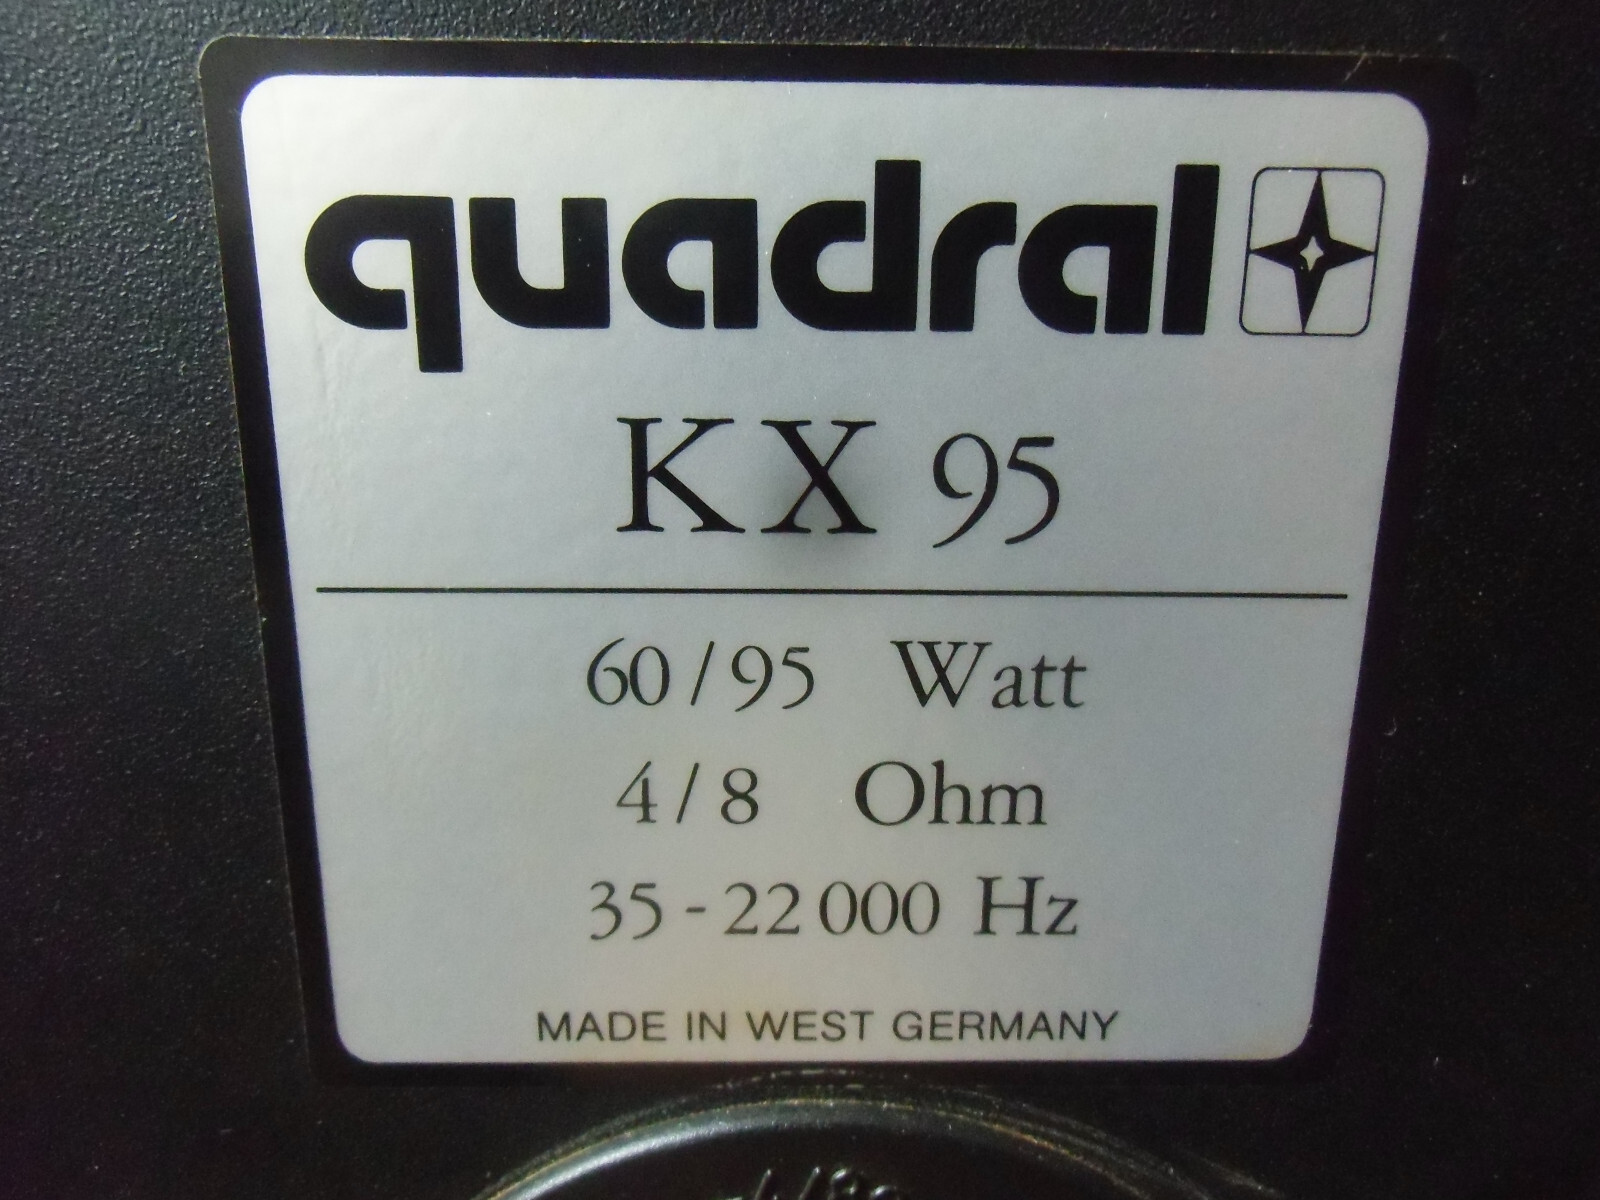 quadral
KX 95
60/95 Watt
4/8 Ohm
35-22000 Hz
MADE IN WEST GERMANY